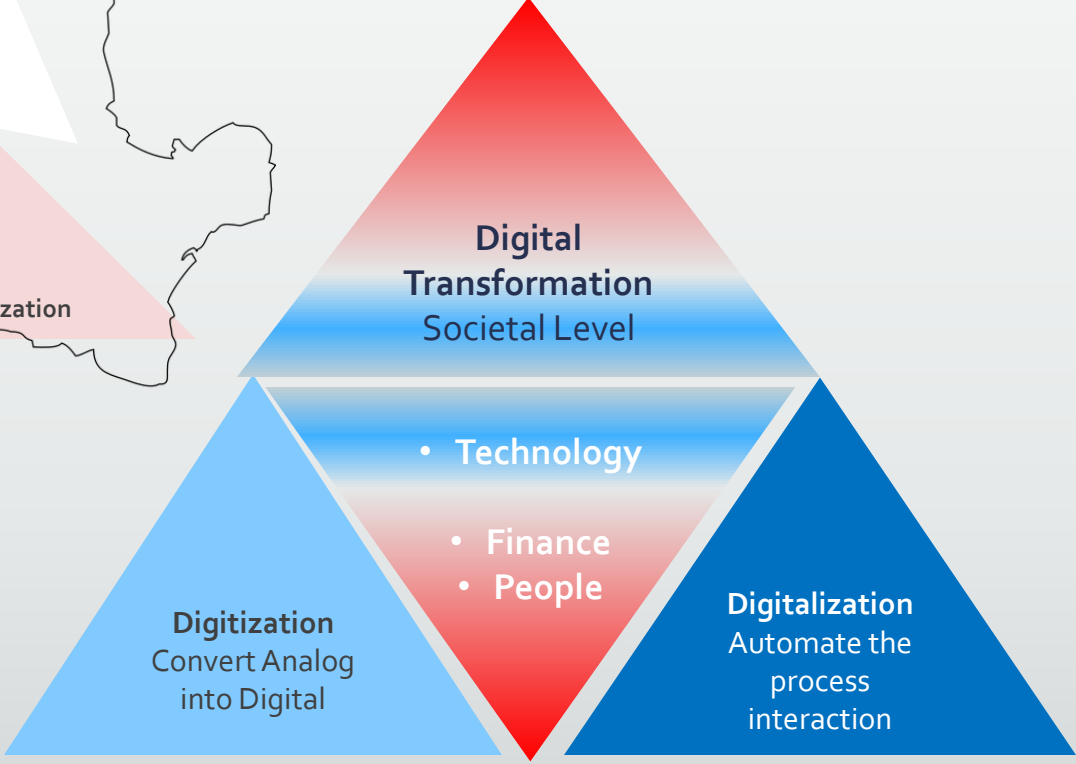 Digital
Transformation
Societal Level
zation
• Technology
• Finance
• People
Digitization
Convert Analog
into Digital
Digitalization
Automate the
process
interaction